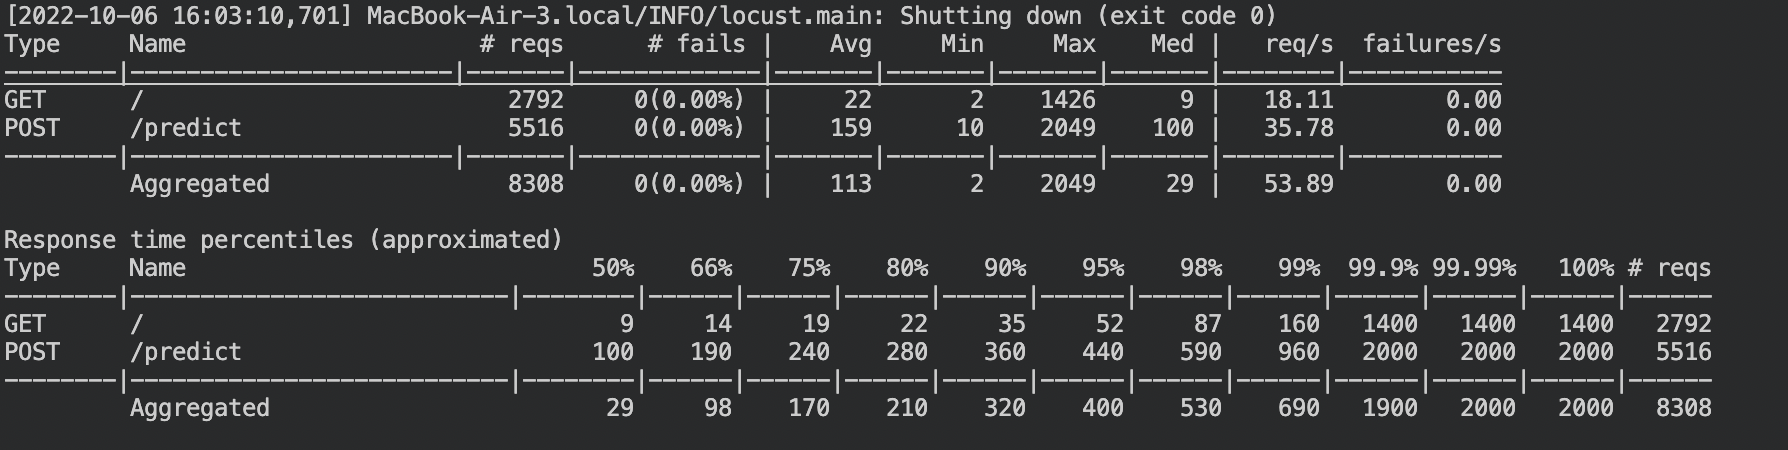 [2022-10-06 16:03:10,701] MacBook-Air-3.local/INFO/locust.main: Shutting down (exit code 0)
Type     Name                     # reqs      # fails |    Avg     Min     Max    Med |   req/s  failures/s
--------|-----------------------|-------|-------------|-------|-------|-------|-------|--------|-----------
GET      /                          2792     0(0.00%) |     22       2    1426      9 |   18.11        0.00
POST     /predict                   5516     0(0.00%) |    159      10    2049    100 |   35.78        0.00
--------|-----------------------|-------|-------------|-------|-------|-------|-------|--------|-----------
         Aggregated                 8308     0(0.00%) |    113       2    2049     29 |   53.89        0.00
Response time percentiles (approximated)
Type     Name                             50%    66%    75%    80%    90%    95%    98%    99%  99.9% 99.99%   100% # reqs
--------|---------------------------|--------|------|------|------|------|------|------|------|------|------|------|------
GET      /                                  9     14     19     22     35     52     87    160   1400   1400   1400   2792
POST     /predict                         100    190    240    280    360    440    590    960   2000   2000   2000   5516
--------|---------------------------|--------|------|------|------|------|------|------|------|------|------|------|------
         Aggregated                        29     98    170    210    320    400    530    690   1900   2000   2000   8308